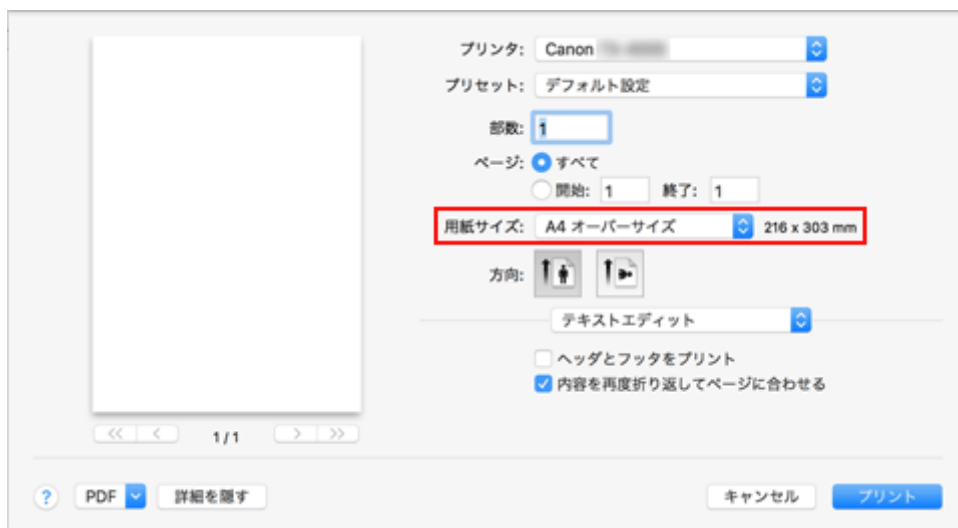 プリンタ: Canon
プリセット: デフォルト設定
部数: 1
ページ: すべて
開始: 1 終了: 1
用紙サイズ: A4 オーバーサイズ 216 x 303 mm
方向:
テキストエディット
ヘッダとフッタをプリント
内容を再度折り返してページに合わせる
<< < 1 / 1 > >>
? PDF 詳細を隠す キャンセル プリント